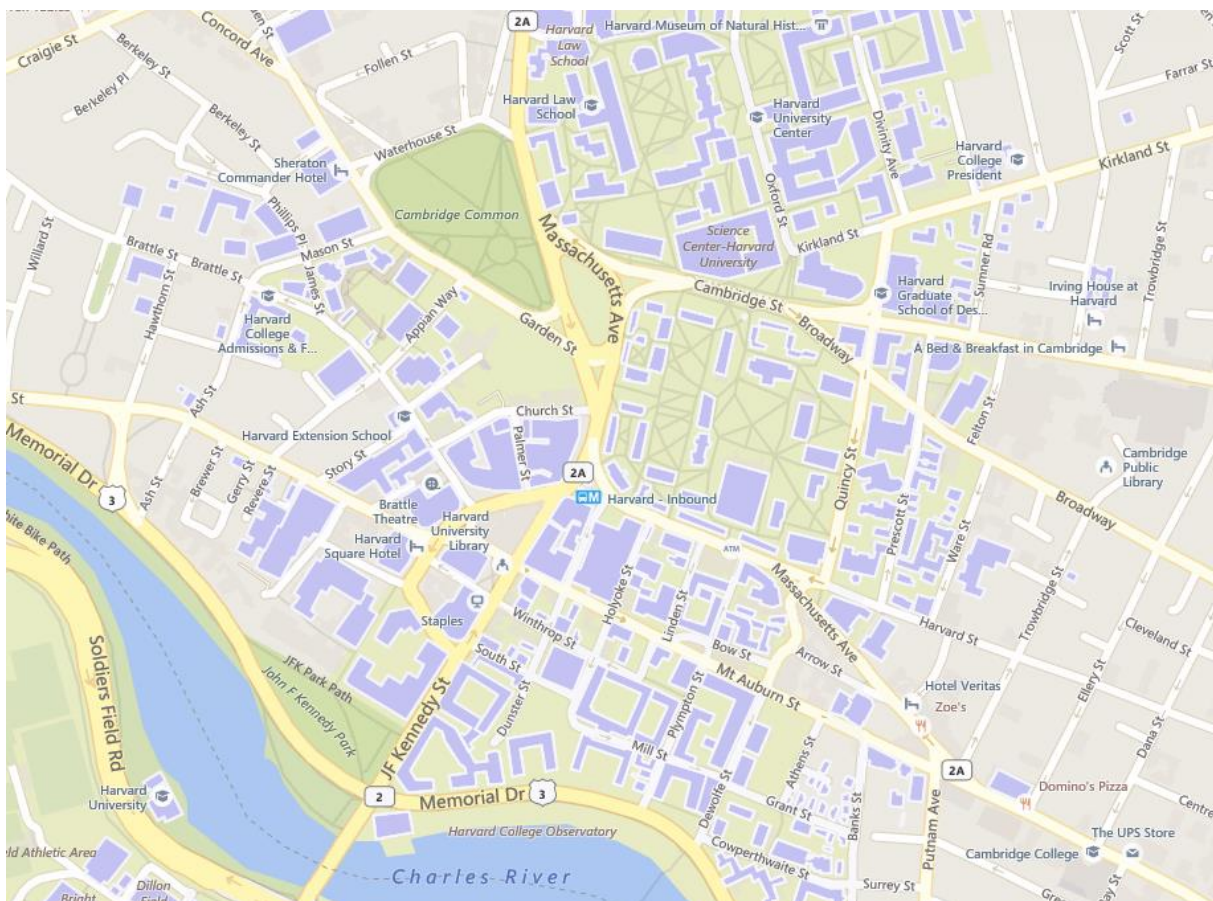 2A
Harvard Museum of Natural Hist...
Craigie St
Concord Ave
Berkeley St
Follen St
Harvard
Law
School
Scott St
Farrar St
Berkeley Pl
Berkeley St
Harvard Law
School
Harvard
University
Center
Divinity Ave
Waterhouse St
Harvard
College
President
Kirkland St
Sheraton
Commander Hotel
Oxford St
Cambridge Common
Massachusetts Ave
Science
Center-Harvard
University
Kirkland St
Phillips Pl
Mason St
Willard St
Brattle St
Brattle St
Hawthorn St
James St
Sumner Rd
Trowbridge St
Harvard
College
Admissions & F...
Appian Way
Garden St
Cambridge St
Broadway
Harvard
Graduate
School of Des...
Irving House at
Harvard
A Bed & Breakfast in Cambridge
St
Ash St
Church St
Palmer St
Felton St
Memorial Dr
3
Harvard Extension School
Story St
Brewer St
Gerry St
Revere St
Ash St
2A
Harvard - Inbound
Quincy St
Cambridge
Public
Library
Broadway
Brattle
Theatre
Harvard
University
Library
Harvard
Square Hotel
Prescott St
Ware St
ATM
Bike Path
Staples
Holyoke St
Linden St
Massachusetts Ave
Trowbridge St
Winthrop St
South St
Bow St
Arrow St
Harvard St
Cleveland St
Soldiers Field Rd
JFK Park Path
John F Kennedy Park
JF Kennedy St
Dunster St
Mt Auburn St
Plympton St
Ellery St
Hotel Veritas
Zoe's
Mill St
Athens St
Dana St
2A
Harvard
University
2
Memorial Dr
3
Domino's Pizza
Harvard College Observatory
Dewolfe St
Grant St
Banks St
Putnam Ave
Centre
The UPS Store
Cambridge College
Cowperthwaite St
Athletic Area
Charles River
Surrey St
Bright
Dillon
Field